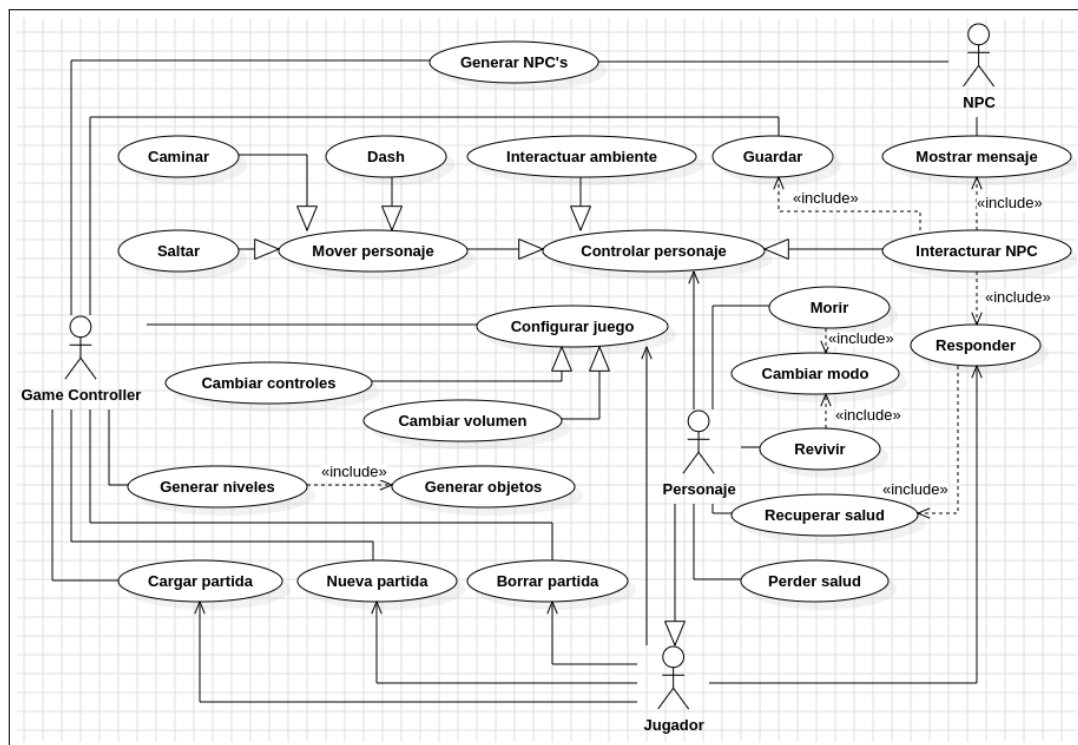 Generar NPC's
NPC
Caminar
Dash
Interactuar ambiente
Guardar
Mostrar mensaje
«include»
«include»
Saltar
Mover personaje
Controlar personaje
Interacturar NPC
«include»
Morir
Configurar juego
«include»
Responder
Game Controller
Cambiar controles
Cambiar modo
Cambiar volumen
«include»
Revivir
«include»
Generar niveles
Generar objetos
Personaje
«include»
Recuperar salud
Cargar partida
Nueva partida
Borrar partida
Perder salud
Jugador